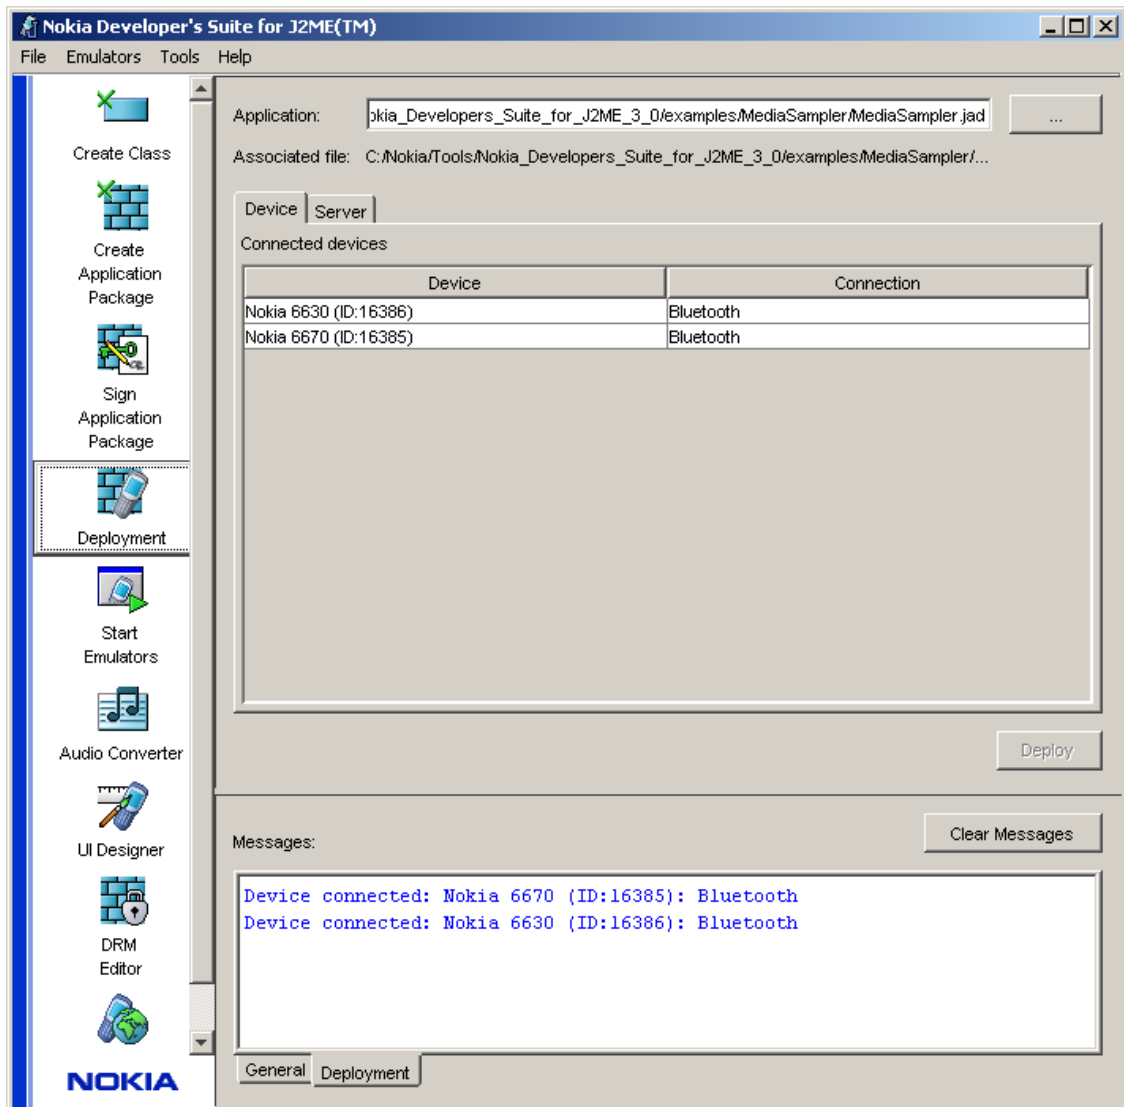 Nokia Developer's Suite for J2ME(TM)
File Emulators Tools Help
Create Class
Create
Application
Package
Sign
Application
Package
Deployment
Start
Emulators
Audio Converter
UI Designer
DRM
Editor
NOKIA
Application: okia_Developers_Suite_for_J2ME_3_0/examples/MediaSampler/MediaSampler.jad ...
Associated file: C:/Nokia/Tools/Nokia_Developers_Suite_for_J2ME_3_0/examples/MediaSampler/...
Device Server
Connected devices
Device Connection
Nokia 6630 (ID:16386) Bluetooth
Nokia 6670 (ID:16385) Bluetooth
Deploy
Messages: Clear Messages
Device connected: Nokia 6670 (ID:16385): Bluetooth
Device connected: Nokia 6630 (ID:16386): Bluetooth
General Deployment